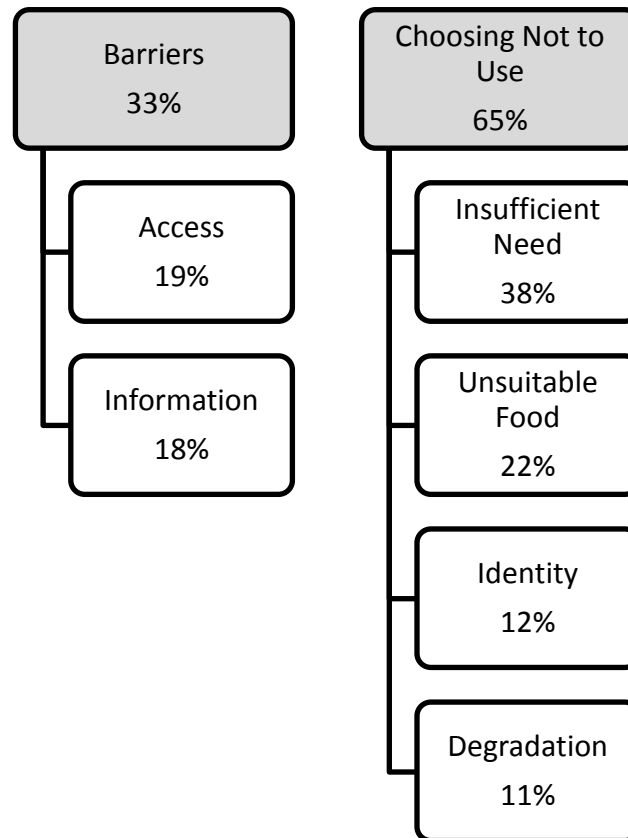 Barriers
33%
Access
19%
Information
18%
Choosing Not to
Use
65%
Insufficient
Need
38%
Unsuitable
Food
22%
Identity
12%
Degradation
11%